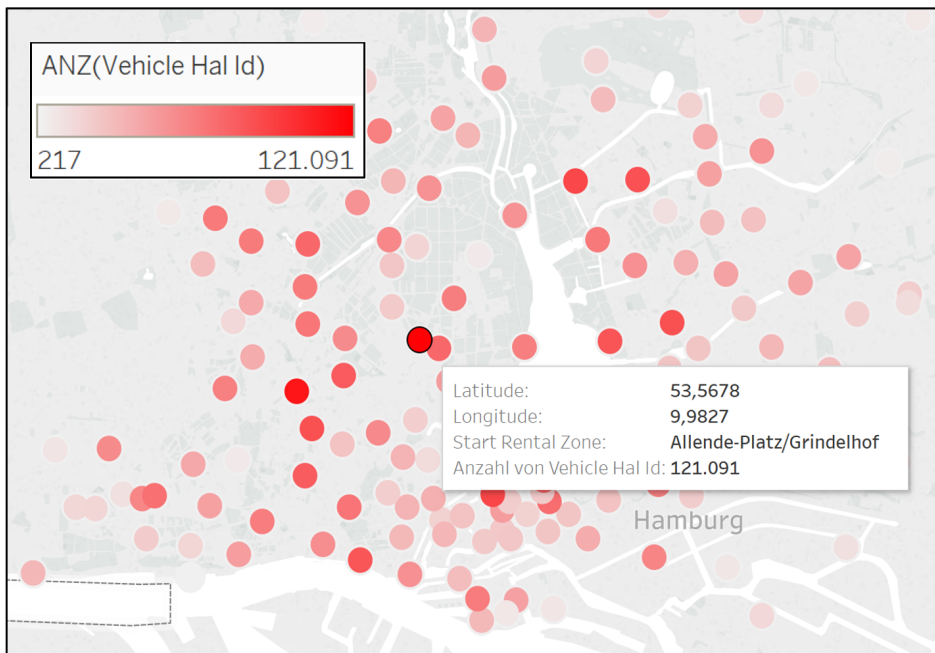 ANZ(Vehicle Hal Id)
217 121.091
Latitude: 53,5678
Longitude: 9,9827
Start Rental Zone: Allende-Platz/Grindelhof
Anzahl von Vehicle Hal Id: 121.091
Hamburg